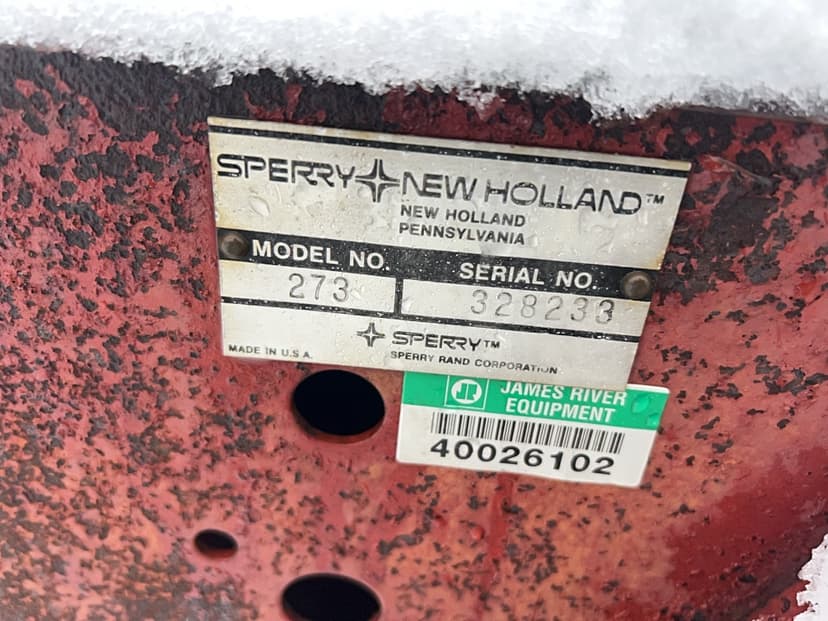 SPERRY NEW HOLLAND™
NEW HOLLAND
PENNSYLVANIA
MODEL NO. SERIAL NO.
273 328233
SPERRY™
MADE IN U.S.A. SPERRY RAND CORPORATION
JR JAMES RIVER
EQUIPMENT
40026102